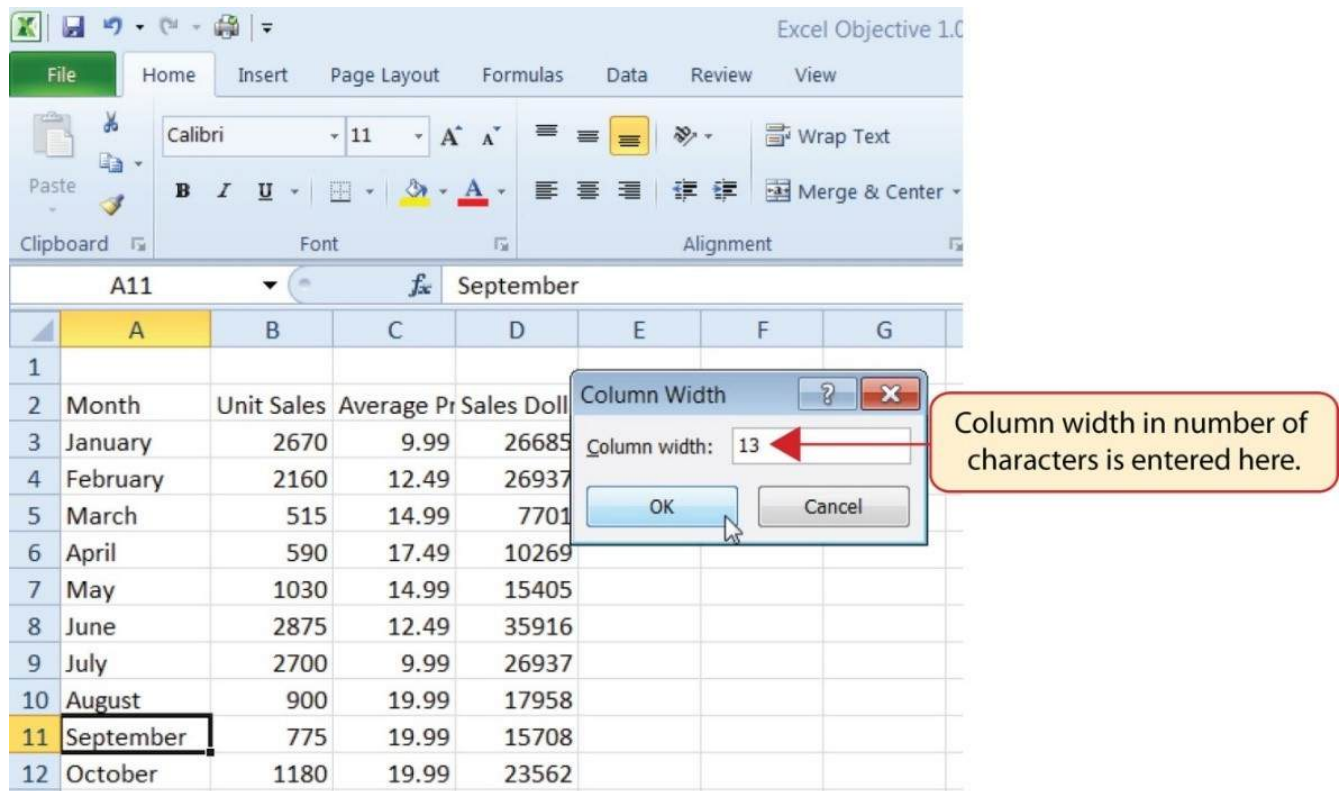 Excel Objective 1.0
File Home Insert Page Layout Formulas Data Review View
Calibri 11 A A Wrap Text
Paste B I U A Merge & Center
Clipboard Font Alignment
A11 fx September
A B C D E F G
1
2 Month Unit Sales Average Pr Sales Doll
3 January 2670 9.99 26685
4 February 2160 12.49 26937
5 March 515 14.99 7701
6 April 590 17.49 10269
7 May 1030 14.99 15405
8 June 2875 12.49 35916
9 July 2700 9.99 26937
10 August 900 19.99 17958
11 September 775 19.99 15708
12 October 1180 19.99 23562
Column Width ?
Column width: 13
OK Cancel
Column width in number of
characters is entered here.